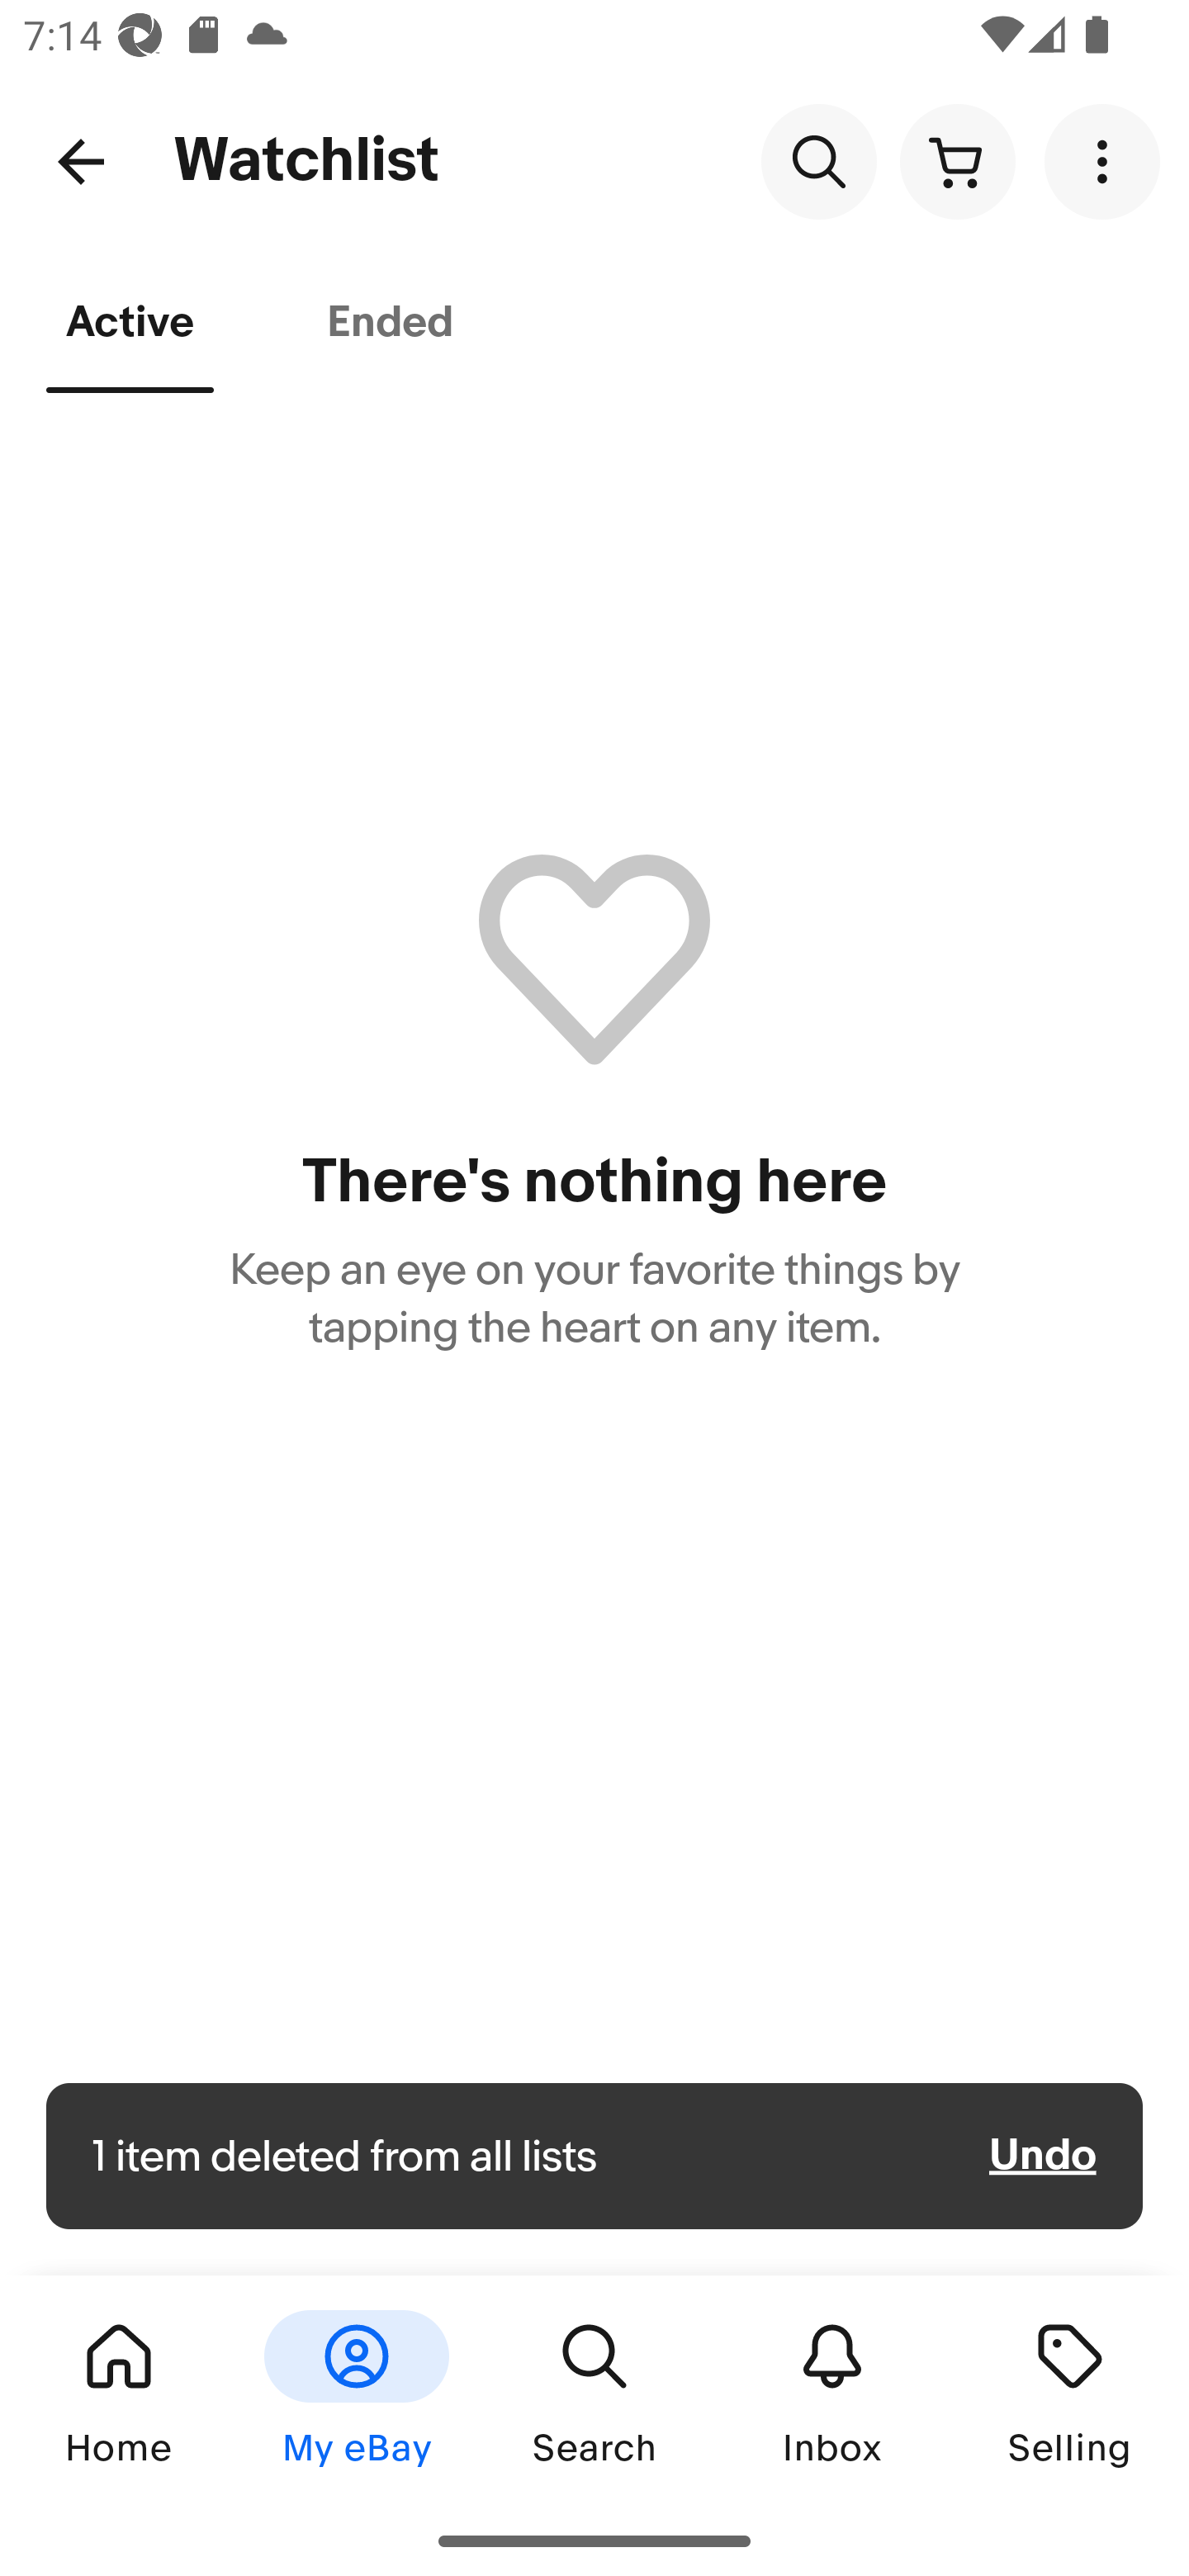 7:14
Watchlist
Active
Ended
There's nothing here
Keep an eye on your favorite things by
tapping the heart on any item.
1 item deleted from all lists
Undo
Home
My eBay
Search
Inbox
Selling